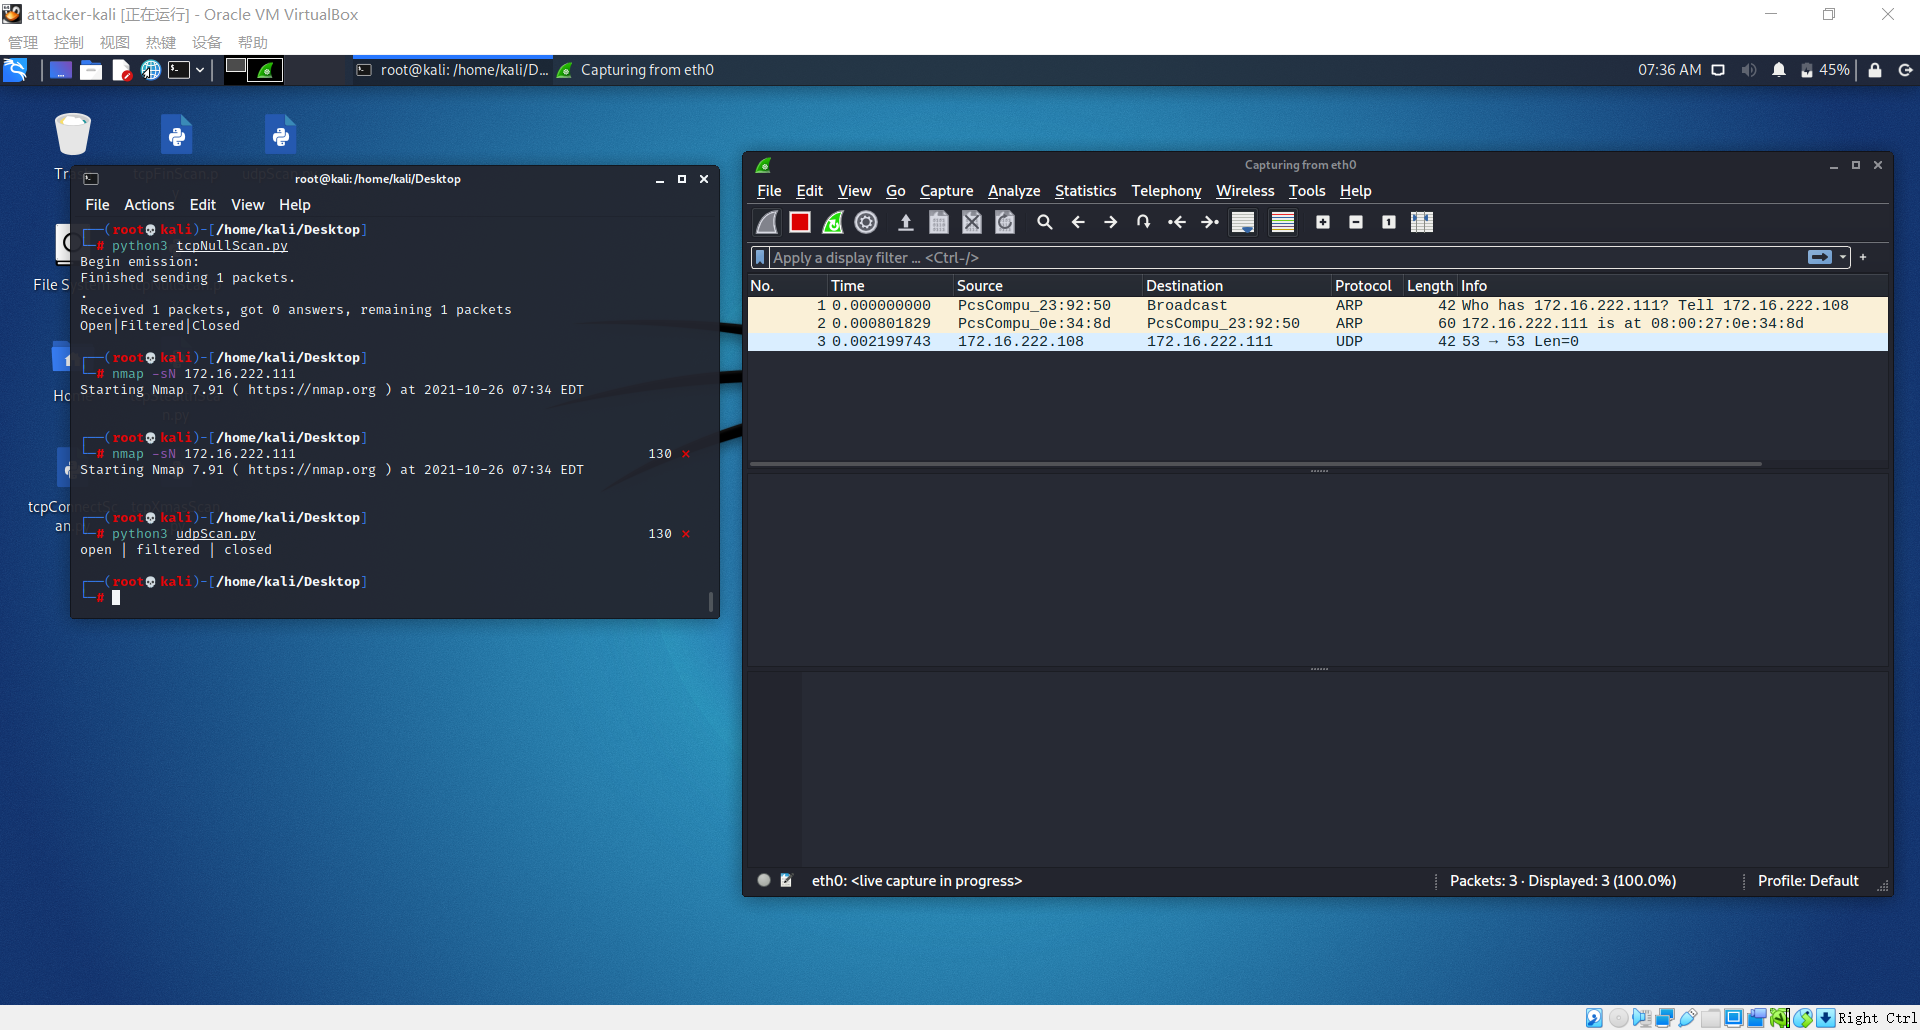 attacker-kali [正在运行] - Oracle VM VirtualBox
管理 控制 视图 热键 设备 帮助
root@kali: /home/kali/D... Capturing from eth0 07:36 AM 45%
root@kali: /home/kali/Desktop
File Actions Edit View Help
(root💀kali)-[/home/kali/Desktop]
# python3 tcpNullScan.py
Begin emission:
Finished sending 1 packets.
.
Received 1 packets, got 0 answers, remaining 1 packets
Open|Filtered|Closed
(root💀kali)-[/home/kali/Desktop]
# nmap -sN 172.16.222.111
Starting Nmap 7.91 ( https://nmap.org ) at 2021-10-26 07:34 EDT
(root💀kali)-[/home/kali/Desktop]
# nmap -sN 172.16.222.111 130 ⨯
Starting Nmap 7.91 ( https://nmap.org ) at 2021-10-26 07:34 EDT
(root💀kali)-[/home/kali/Desktop]
# python3 udpScan.py 130 ⨯
open | filtered | closed
(root💀kali)-[/home/kali/Desktop]
#
File Sys
Ho
tcpCon
an
Capturing from eth0
File Edit View Go Capture Analyze Statistics Telephony Wireless Tools Help
Apply a display filter ... <Ctrl-/>
No. Time Source Destination Protocol Length Info
1 0.000000000 PcsCompu_23:92:50 Broadcast ARP 42 Who has 172.16.222.111? Tell 172.16.222.108
2 0.000801829 PcsCompu_0e:34:8d PcsCompu_23:92:50 ARP 60 172.16.222.111 is at 08:00:27:0e:34:8d
3 0.002199743 172.16.222.108 172.16.222.111 UDP 42 53 → 53 Len=0
eth0: <live capture in progress> Packets: 3 · Displayed: 3 (100.0%) Profile: Default
Right Ctrl